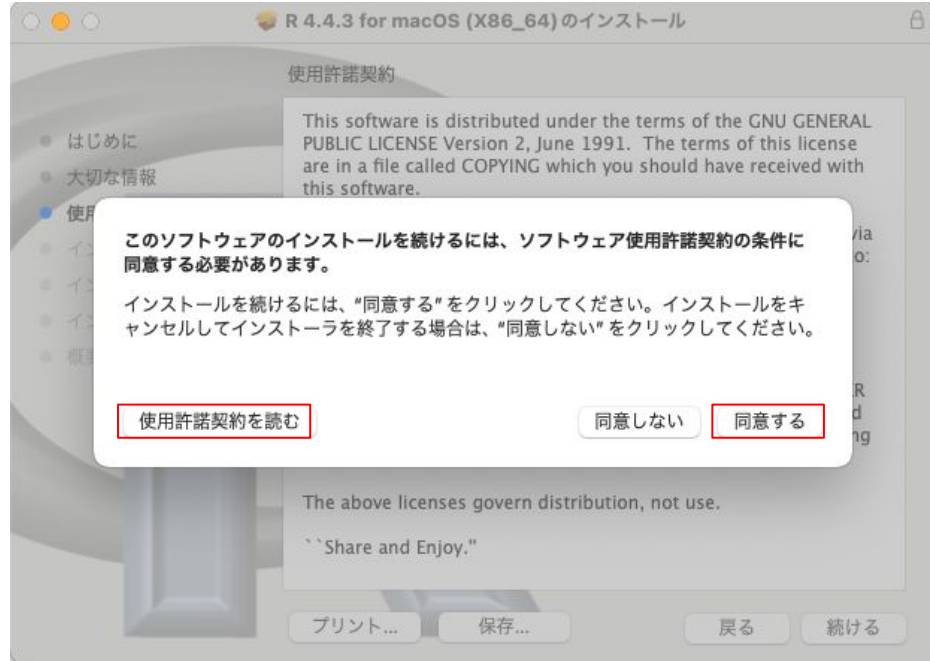 R 4.4.3 for macOS (X86_64)のインストール
使用許諾契約
はじめに
大切な情報
This software is distributed under the terms of the GNU GENERAL
PUBLIC LICENSE Version 2, June 1991.  The terms of this license
are in a file called COPYING which you should have received with
this software.
このソフトウェアのインストールを続けるには、ソフトウェア使用許諾契約の条件に
同意する必要があります。
インストールを続けるには、“同意する” をクリックしてください。インストールをキ
ャンセルしてインストーラを終了する場合は、“同意しない” をクリックしてください。
使用許諾契約を読む
同意しない
同意する
The above licenses govern distribution, not use.
``Share and Enjoy."
プリント...
保存...
戻る
続ける